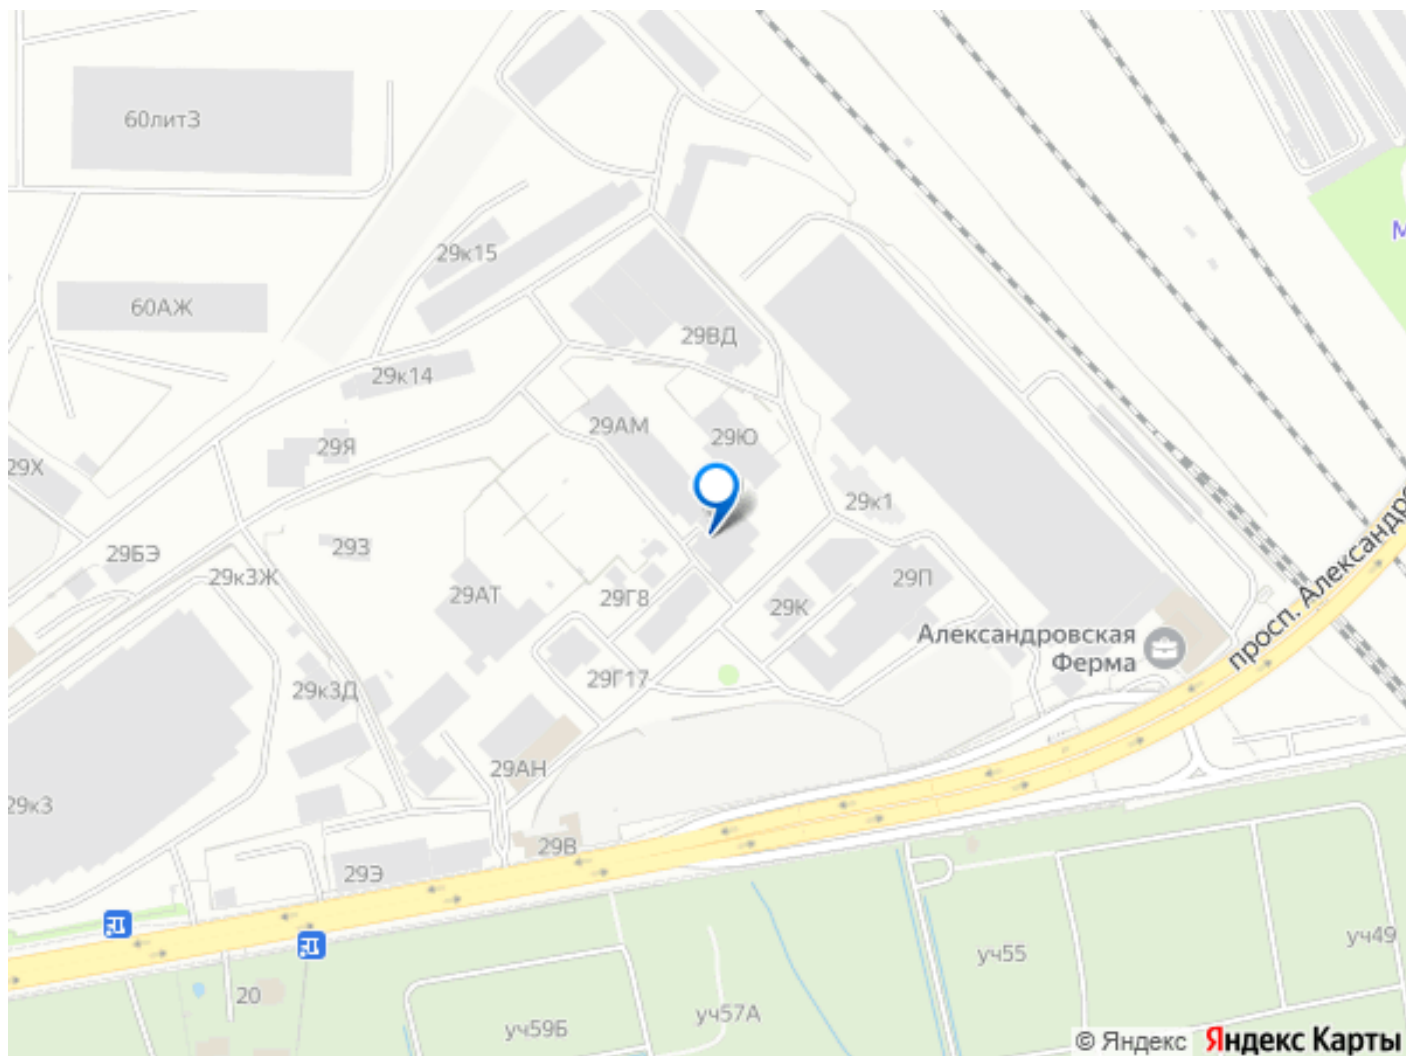 60литЗ
М
29к15
60АЖ
29ВД
29к14
29АМ
29Ю
29Я
29Х
29к1
29З
29БЭ
29к3Ж
29П
29АТ
29Г8
29К
Александровская
Ферма
просп. Александро
29Г17
29к3Д
29АН
29к3
29В
29Э
уч49
уч55
20
уч57А
уч59Б
© Яндекс Яндекс Карты